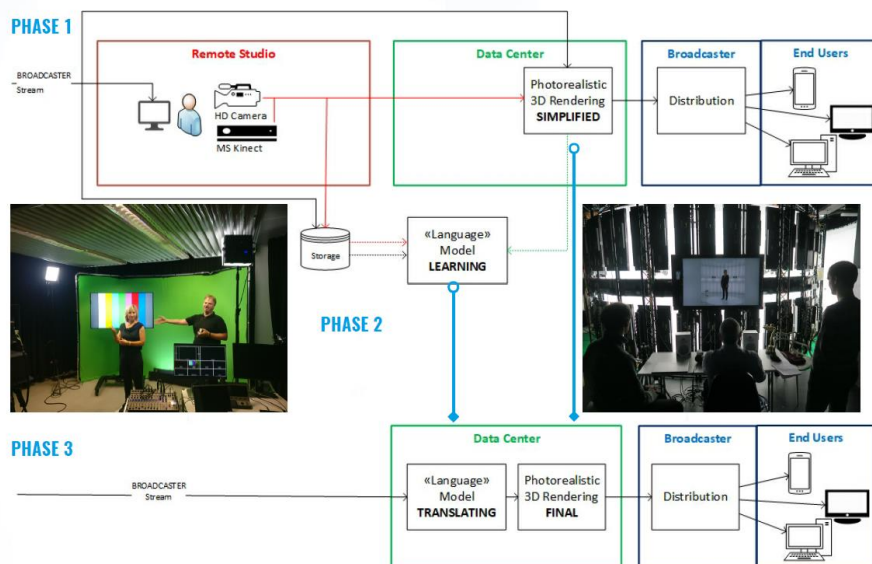 PHASE 1
Remote Studio
Data Center
Broadcaster
End Users
BROADCASTER
Stream
HD Camera
MS Kinect
Photorealistic
3D Rendering
SIMPLIFIED
Distribution
Storage
«Language»
Model
LEARNING
PHASE 2
PHASE 3
Data Center
Broadcaster
End Users
BROADCASTER
Stream
«Language»
Model
TRANSLATING
Photorealistic
3D Rendering
FINAL
Distribution